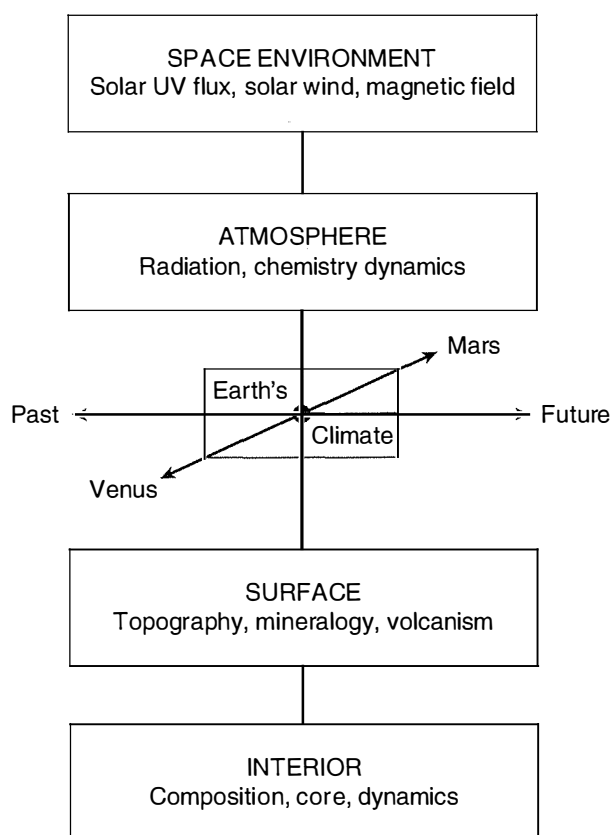 SPACE ENVIRONMENT
Solar UV flux, solar wind, magnetic field
ATMOSPHERE
Radiation, chemistry dynamics
Mars
Earth's
Past
Future
Climate
Venus
SURFACE
Topography, mineralogy, volcanism
INTERIOR
Composition, core, dynamics